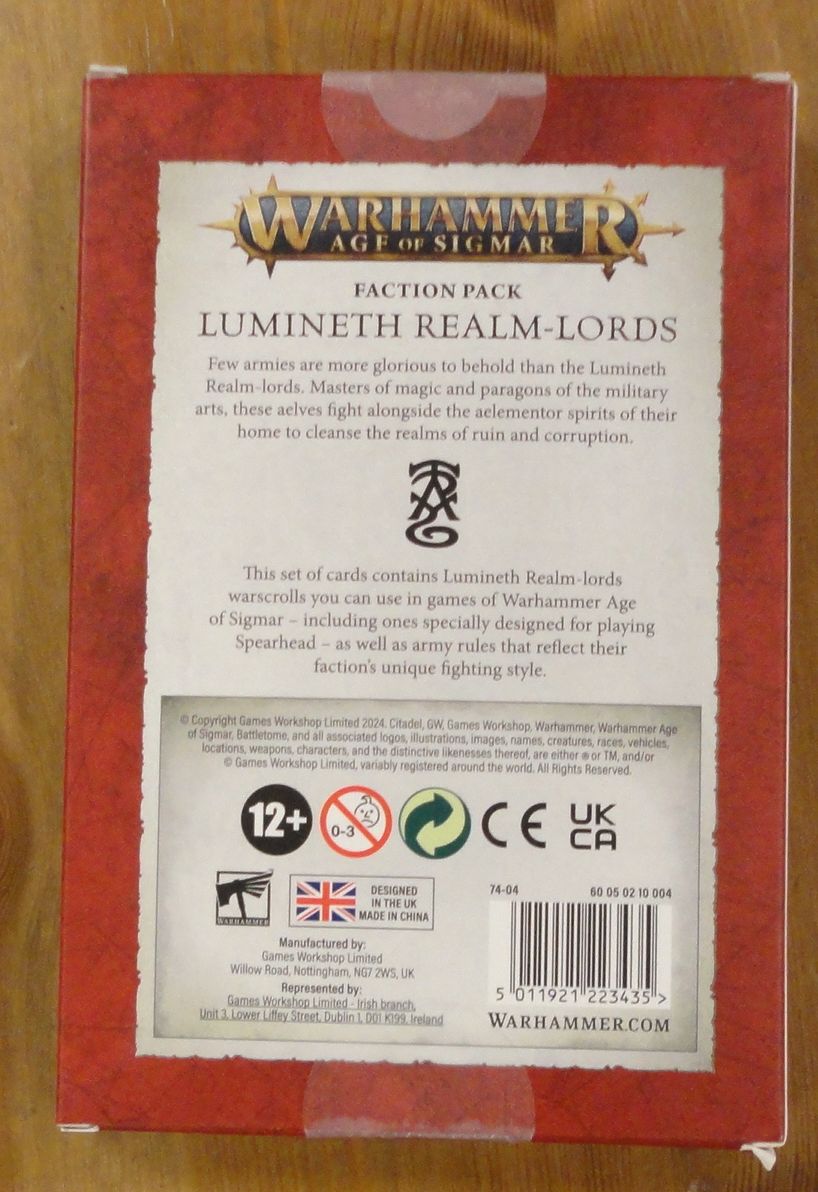 WARHAMMER
AGE OF SIGMAR
FACTION PACK
LUMINETH REALM-LORDS
Few armies are more glorious to behold than the Lumineth
Realm-lords. Masters of magic and paragons of the military
arts, these aelves fight alongside the aelementor spirits of their
home to cleanse the realms of ruin and corruption.
This set of cards contains Lumineth Realm-lords
warscrolls you can use in games of Warhammer Age
of Sigmar – including ones specially designed for playing
Spearhead – as well as army rules that reflect their
faction's unique fighting style.
© Copyright Games Workshop Limited 2024. Citadel, GW, Games Workshop, Warhammer, Warhammer Age
of Sigmar, Battletome, and all associated logos, illustrations, images, names, creatures, races, vehicles,
locations, weapons, characters, and the distinctive likenesses thereof, are either ® or TM, and/or
© Games Workshop Limited, variably registered around the world. All Rights Reserved.
12+
0-3
CE
UK
CA
WARHAMMER
DESIGNED
IN THE UK
MADE IN CHINA
Manufactured by:
Games Workshop Limited
Willow Road, Nottingham, NG7 2WS, UK
Represented by:
Games Workshop Limited - Irish branch,
Unit 3, Lower Liffey Street, Dublin 1, D01 K199, Ireland
74-04 60 05 02 10 004
5 011921 223435 >
WARHAMMER.COM